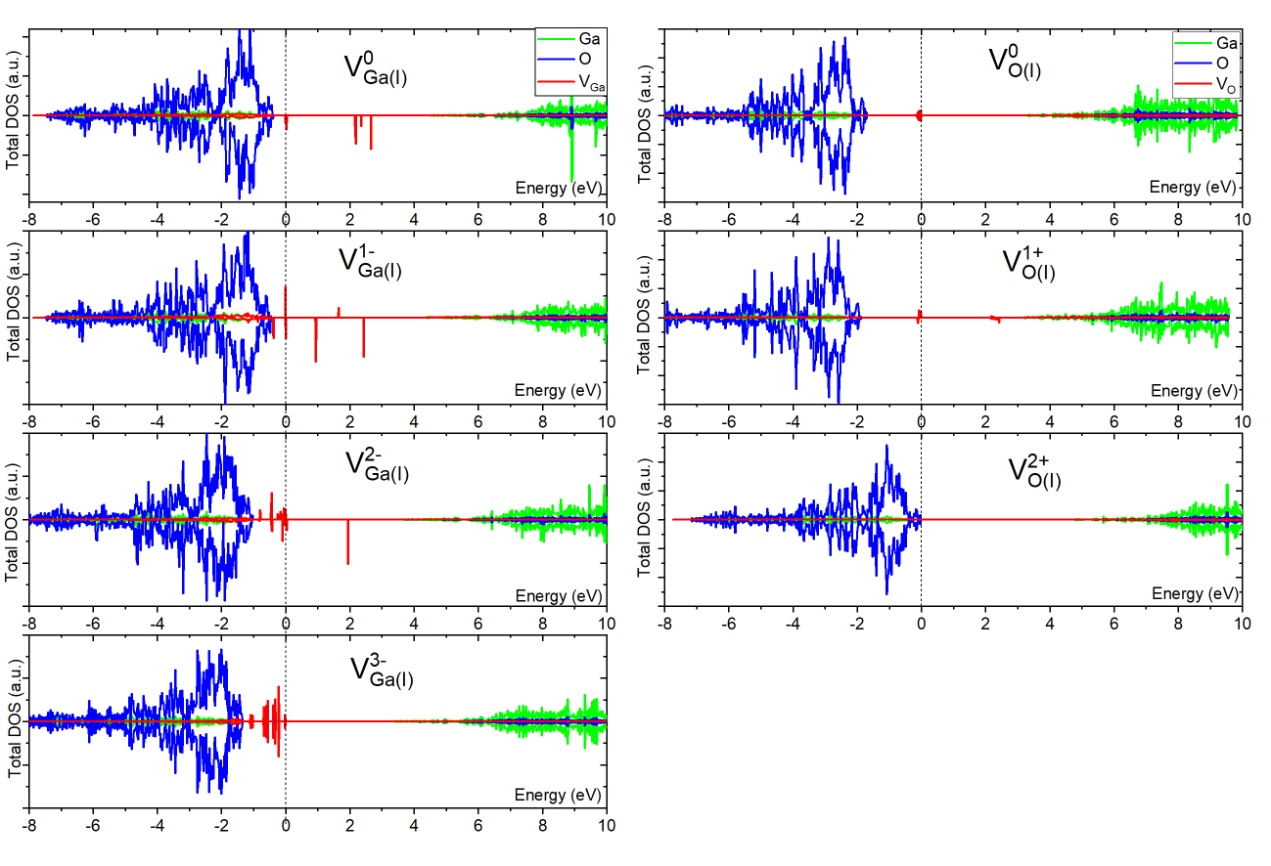 Total DOS (a.u.)
V⁰Ga(I)
Ga
O
VGa
Energy (eV)
-8 -6 -4 -2 0 2 4 6 8 10
Total DOS (a.u.)
V⁰O(I)
Ga
O
VO
Energy (eV)
-8 -6 -4 -2 0 2 4 6 8 10
Total DOS (a.u.)
V¹⁻Ga(I)
Energy (eV)
-8 -6 -4 -2 0 2 4 6 8 10
Total DOS (a.u.)
V¹⁺O(I)
Energy (eV)
-8 -6 -4 -2 0 2 4 6 8 10
Total DOS (a.u.)
V²⁻Ga(I)
Energy (eV)
-8 -6 -4 -2 0 2 4 6 8 10
Total DOS (a.u.)
V²⁺O(I)
Energy (eV)
-8 -6 -4 -2 0 2 4 6 8 10
Total DOS (a.u.)
V³⁻Ga(I)
Energy (eV)
-8 -6 -4 -2 0 2 4 6 8 10